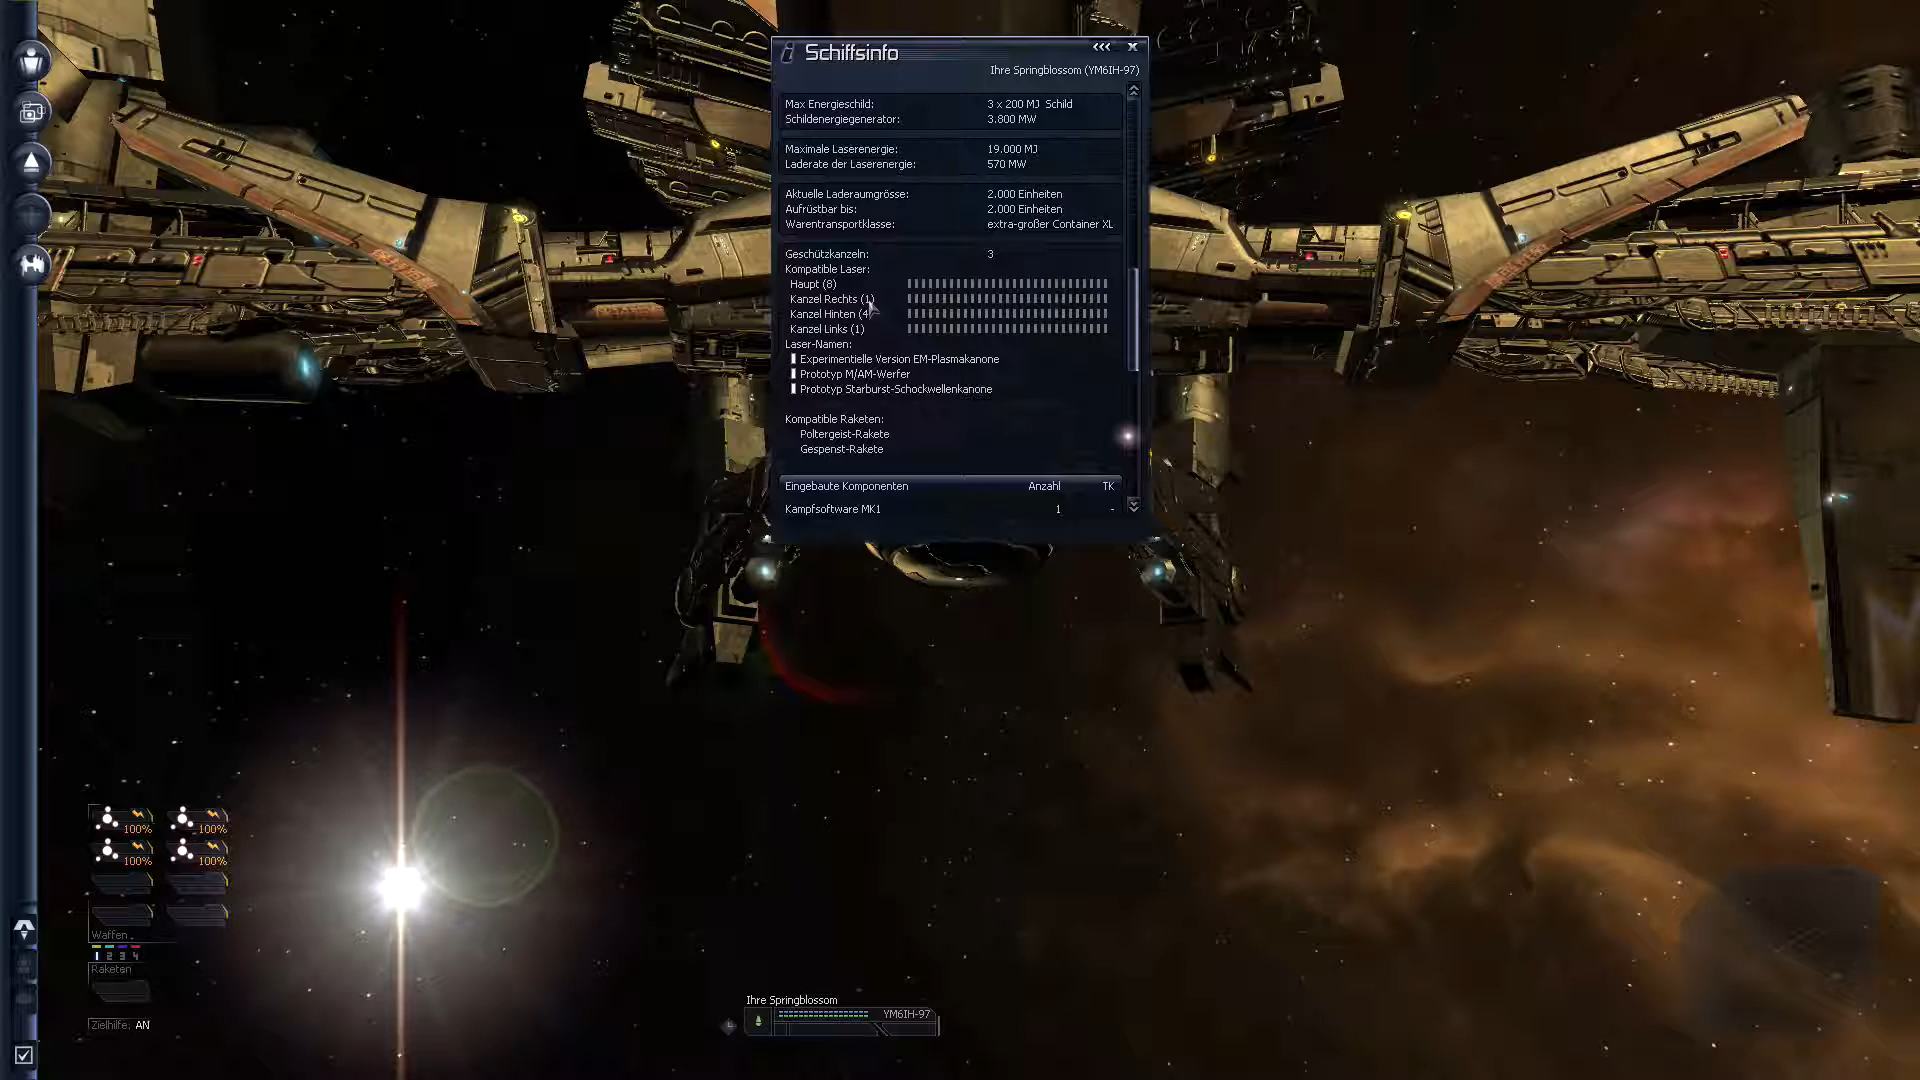 Schiffsinfo
Ihre Springblossom (YM6IH-97)
Max Energieschild: 3 x 200 MJ Schild
Schildenergiegenerator: 3.800 MW
Maximale Laserenergie: 19.000 MJ
Laderate der Laserenergie: 570 MW
Aktuelle Laderaumgrösse: 2.000 Einheiten
Aufrüstbar bis: 2.000 Einheiten
Warentransportklasse: extra-großer Container XL
Geschützkanzeln: 3
Kompatible Laser:
Haupt (8)
Kanzel Rechts (1)
Kanzel Hinten (4
Kanzel Links (1)
Laser-Namen:
Experimentielle Version EM-Plasmakanone
Prototyp M/AM-Werfer
Prototyp Starburst-Schockwellenkanone
Kompatible Raketen:
Poltergeist-Rakete
Gespenst-Rakete
Eingebaute Komponenten Anzahl TK
Kampfsoftware MK1 1 -
100% 100%
100% 100%
Waffen
1 2 3 4
Raketen
Zielhilfe: AN
Ihre Springblossom
YM6IH-97